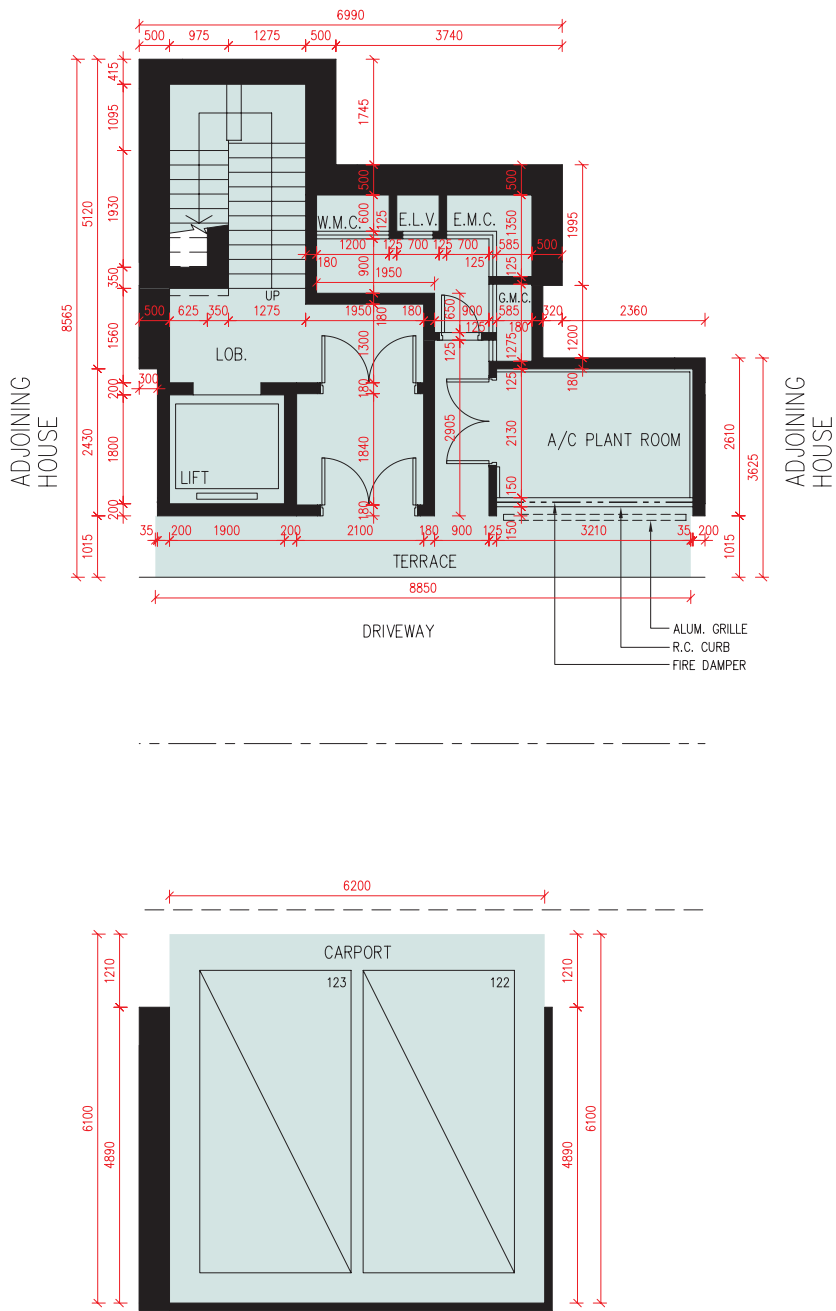 6990
500 975 1275 500 3740
415
1095
1745
5120
1930
500
500
1350
1995
W.M.C.
600
125
E.L.V.
E.M.C.
1200 125 700 125 700 585 500
180
125
125
900
1950
350
UP
G.M.C.
500 625 350 1275 1950 180 900 585 320 2360
180
650
125
180
8565
1560
LOB.
1300
125
1275
1200
300
200
180
125
180
ADJOINING
HOUSE
2430
1800
1840
2905
2130
A/C PLANT ROOM
2610
3625
ADJOINING
HOUSE
LIFT
150
200
180
150
35 200 1900 200 2100 180 900 125 3210 35 200
1015
TERRACE
1015
8850
DRIVEWAY
ALUM. GRILLE
R.C. CURB
FIRE DAMPER
6200
CARPORT
1210
1210
123
122
6100
4890
4890
6100